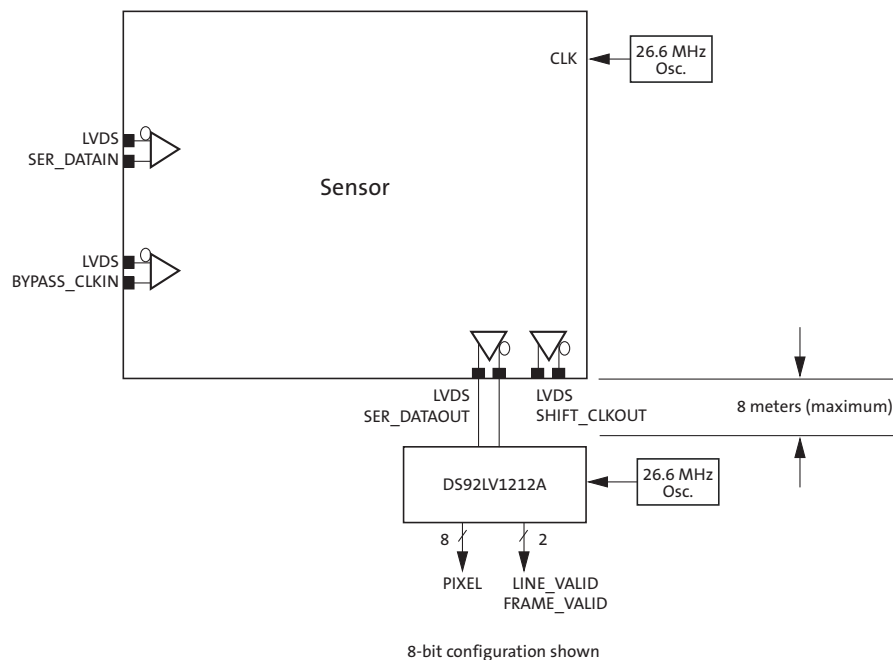 CLK
26.6 MHz
Osc.
LVDS
SER_DATAIN
Sensor
LVDS
BYPASS_CLKIN
LVDS
SER_DATAOUT
LVDS
SHIFT_CLKOUT
8 meters (maximum)
DS92LV1212A
26.6 MHz
Osc.
8
2
PIXEL
LINE_VALID
FRAME_VALID
8-bit configuration shown